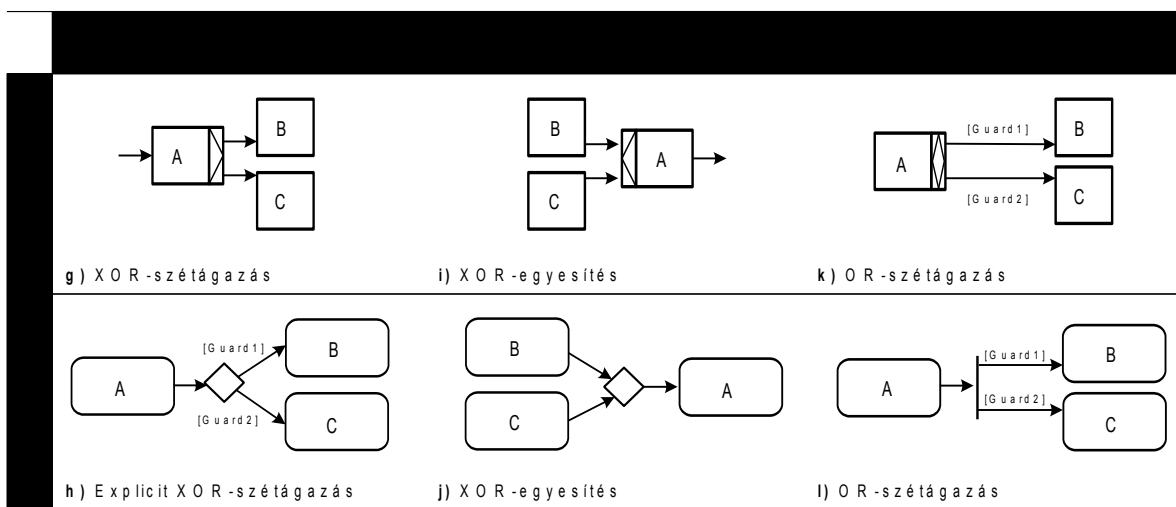 B
A
C
g) XOR-szétágazás
B
A
C
i) XOR-egyesítés
[Guard1]
B
A
[Guard2]
C
k) OR-szétágazás
[Guard1]
B
A
[Guard2]
C
h) Explicit XOR-szétágazás
B
A
C
j) XOR-egyesítés
[Guard1]
B
A
[Guard2]
C
l) OR-szétágazás